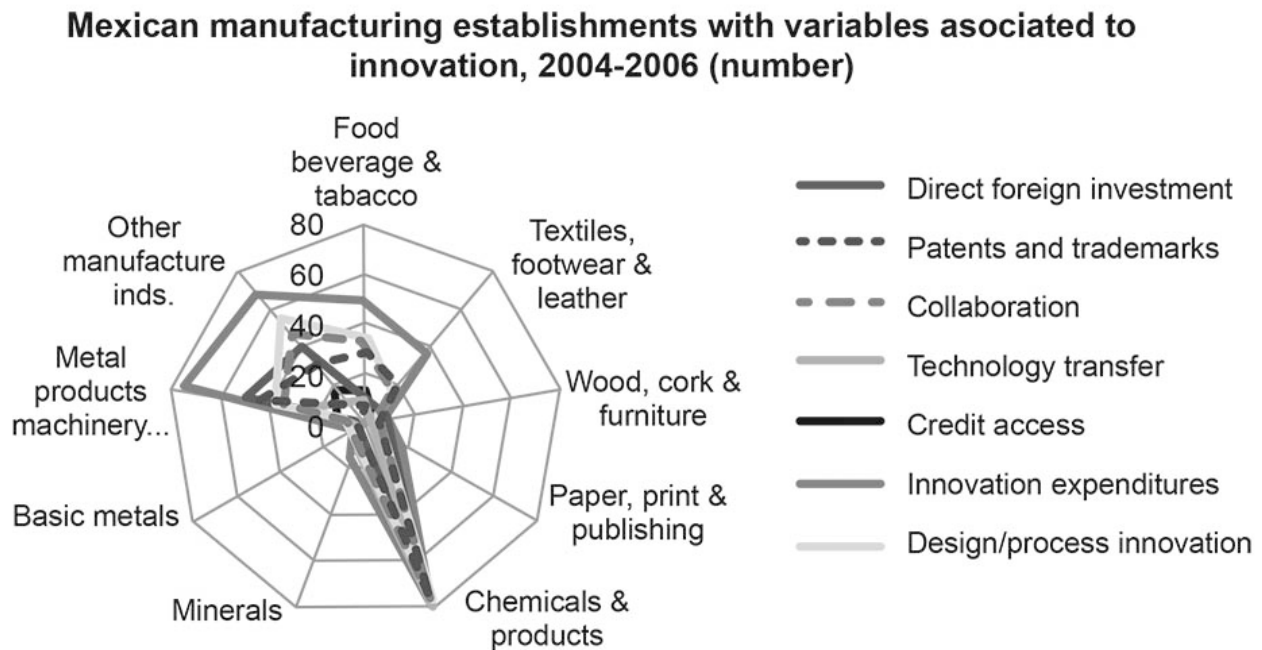 Mexican manufacturing establishments with variables asociated to
innovation, 2004-2006 (number)
Food
beverage &
tabacco
Textiles,
footwear &
leather
Wood, cork &
furniture
Paper, print &
publishing
Chemicals &
products
Minerals
Basic metals
Metal
products
machinery...
Other
manufacture
inds.
80
60
40
20
0
Direct foreign investment
Patents and trademarks
Collaboration
Technology transfer
Credit access
Innovation expenditures
Design/process innovation